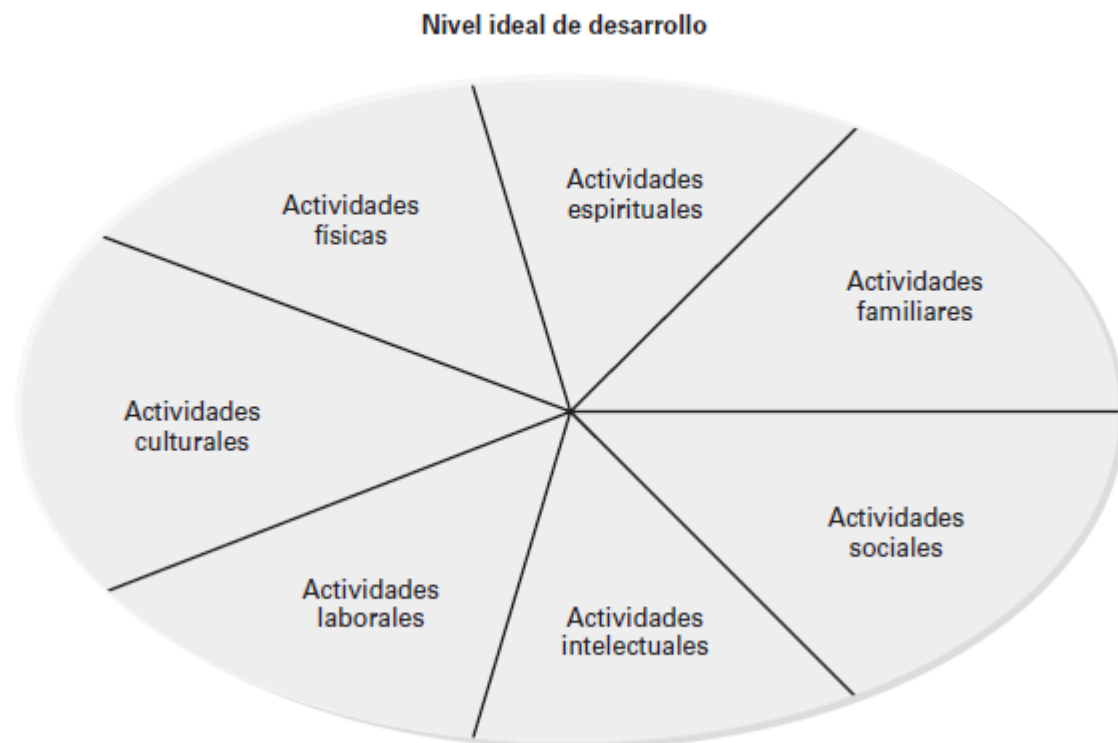 Nivel ideal de desarrollo
Actividades
espirituales
Actividades
físicas
Actividades
familiares
Actividades
culturales
Actividades
sociales
Actividades
laborales
Actividades
intelectuales